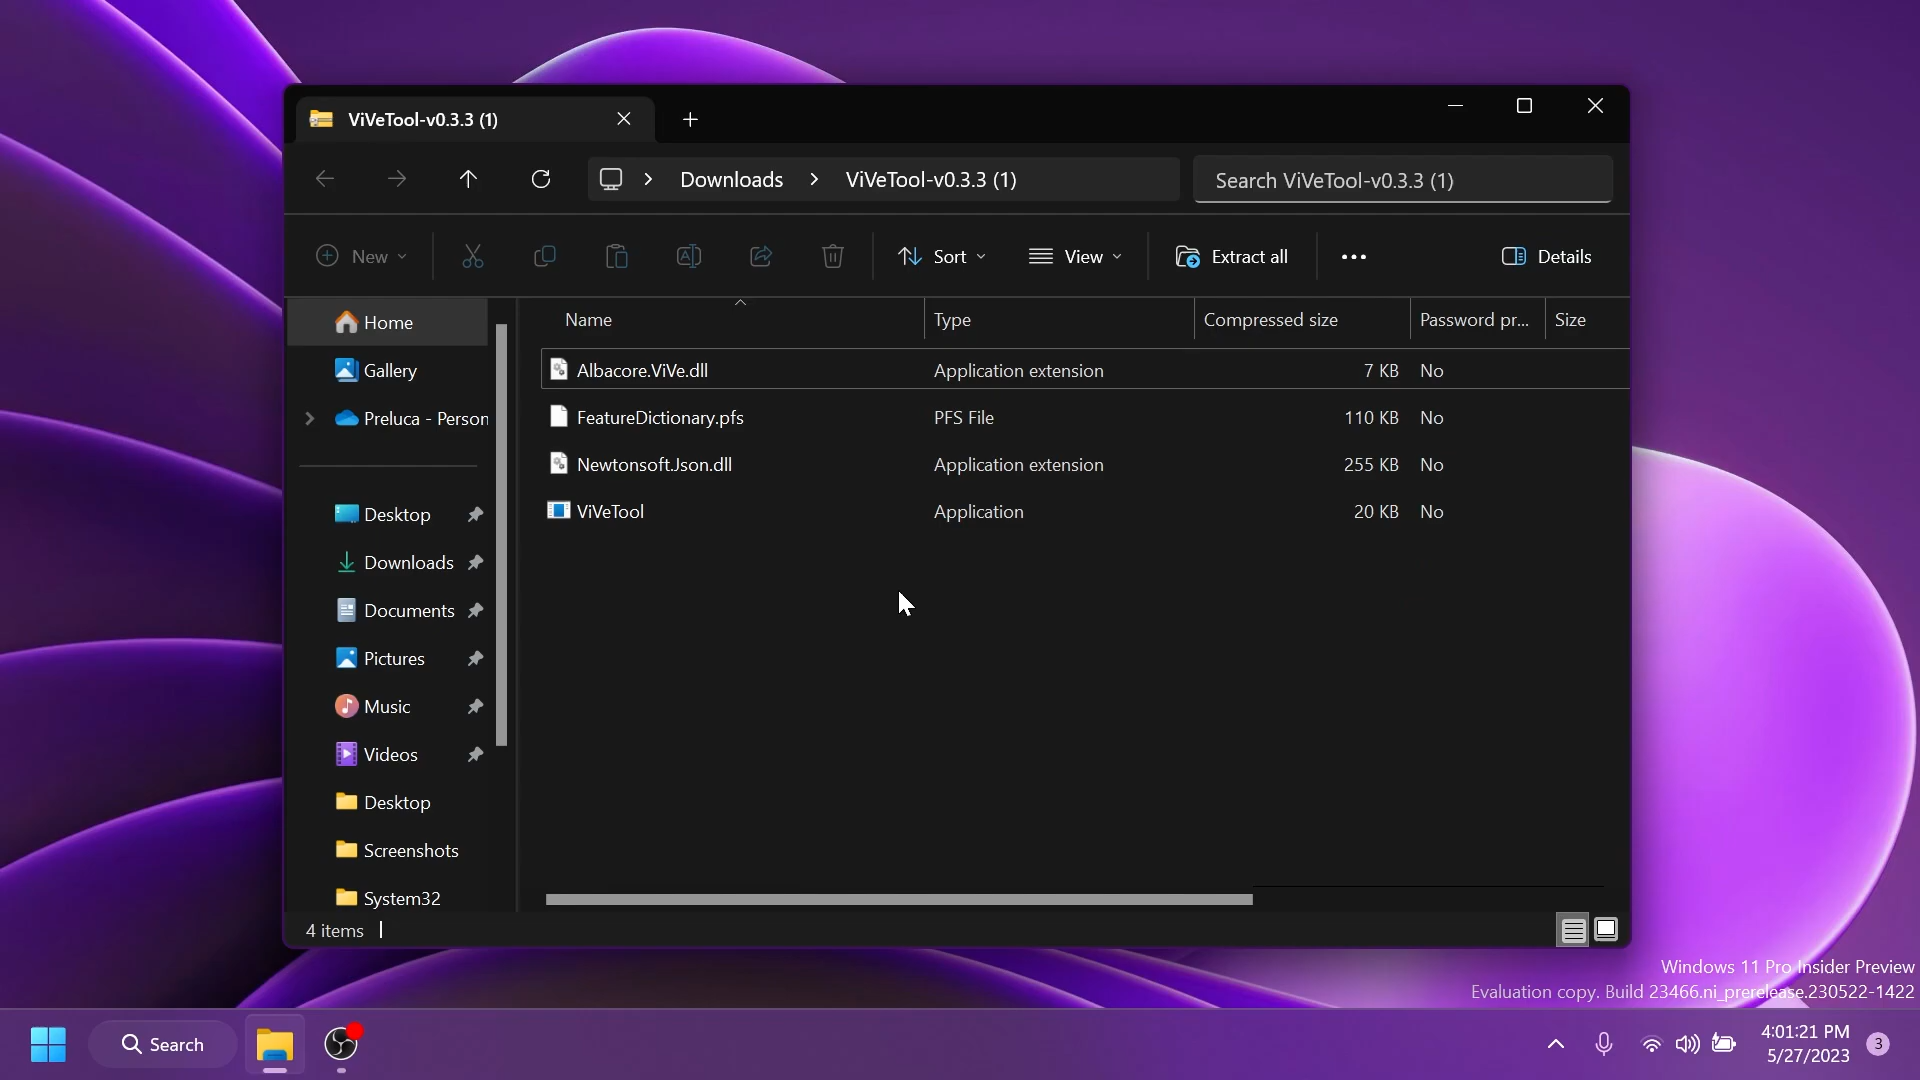 ViVeTool-v0.3.3 (1)
Downloads ViVeTool-v0.3.3 (1)
Search ViVeTool-v0.3.3 (1)
New
Sort
View
Extract all
Details
Home
Gallery
Preluca - Person
Desktop
Downloads
Documents
Pictures
Music
Videos
Desktop
Screenshots
System32
Name Type Compressed size Password pr... Size
Albacore.ViVe.dll Application extension 7 KB No
FeatureDictionary.pfs PFS File 110 KB No
Newtonsoft.Json.dll Application extension 255 KB No
ViVeTool Application 20 KB No
4 items
Windows 11 Pro Insider Preview
Evaluation copy. Build 23466.ni_prerelease.230522-1422
Search
4:01:21 PM
5/27/2023
3